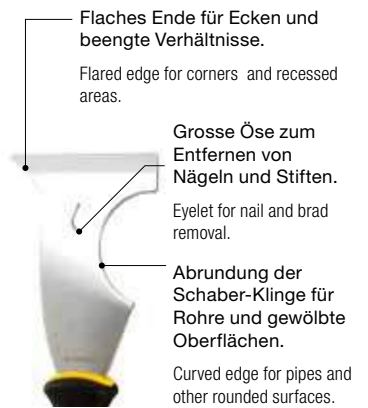 Flaches Ende für Ecken und
beengte Verhältnisse.
Flared edge for corners and recessed
areas.
Grosse Öse zum
Entfernen von
Nägeln und Stiften.
Eyelet for nail and brad
removal.
Abrundung der
Schaber-Klinge für
Rohre und gewölbte
Oberflächen.
Curved edge for pipes and
other rounded surfaces.